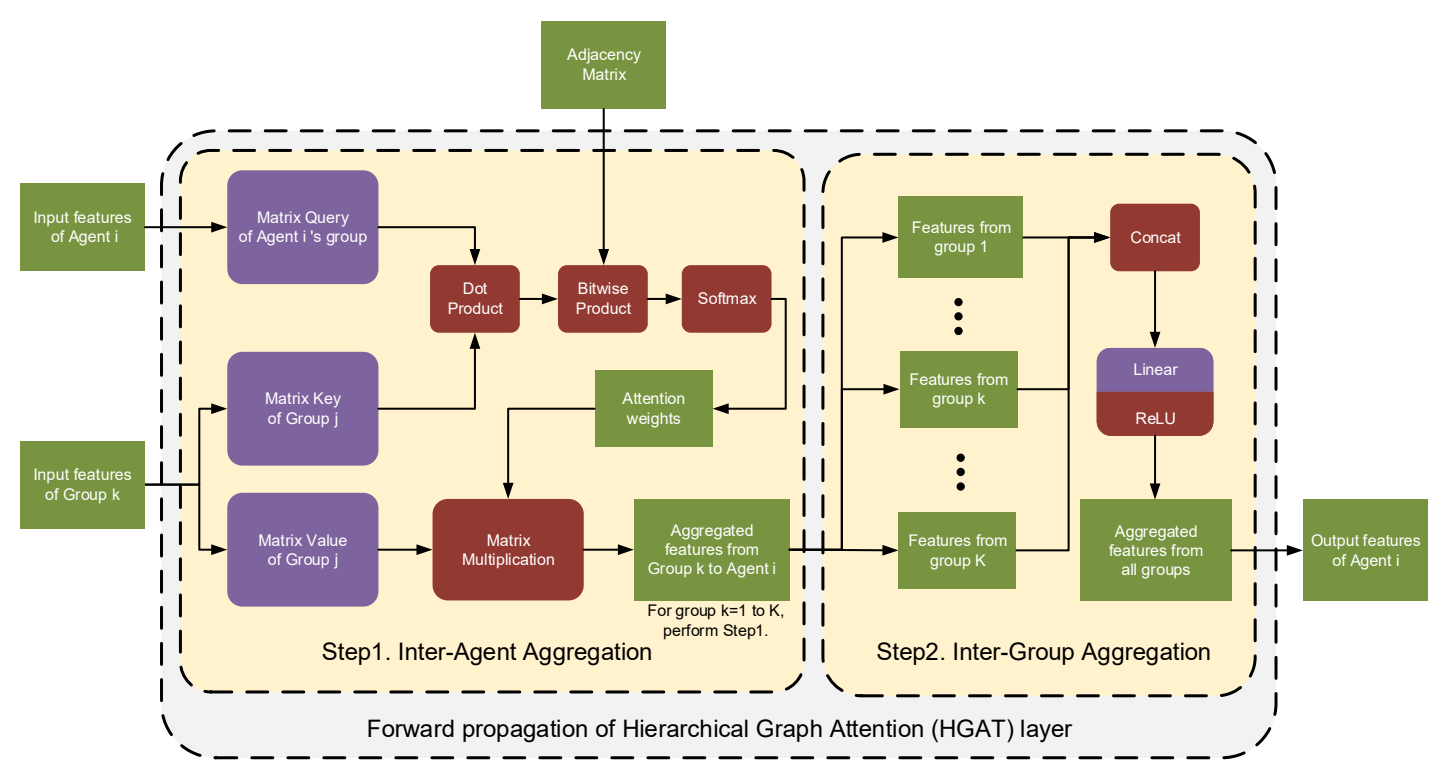 Adjacency
Matrix
Input features
of Agent i
Matrix Query
of Agent i 's group
Dot
Product
Bitwise
Product
Softmax
Matrix Key
of Group j
Attention
weights
Input features
of Group k
Matrix Value
of Group j
Matrix
Multiplication
Aggregated
features from
Group k to Agent i
For group k=1 to K,
perform Step1.
Step1. Inter-Agent Aggregation
Features from
group 1
Concat
Features from
group k
Linear
ReLU
Features from
group K
Aggregated
features from
all groups
Output features
of Agent i
Step2. Inter-Group Aggregation
Forward propagation of Hierarchical Graph Attention (HGAT) layer